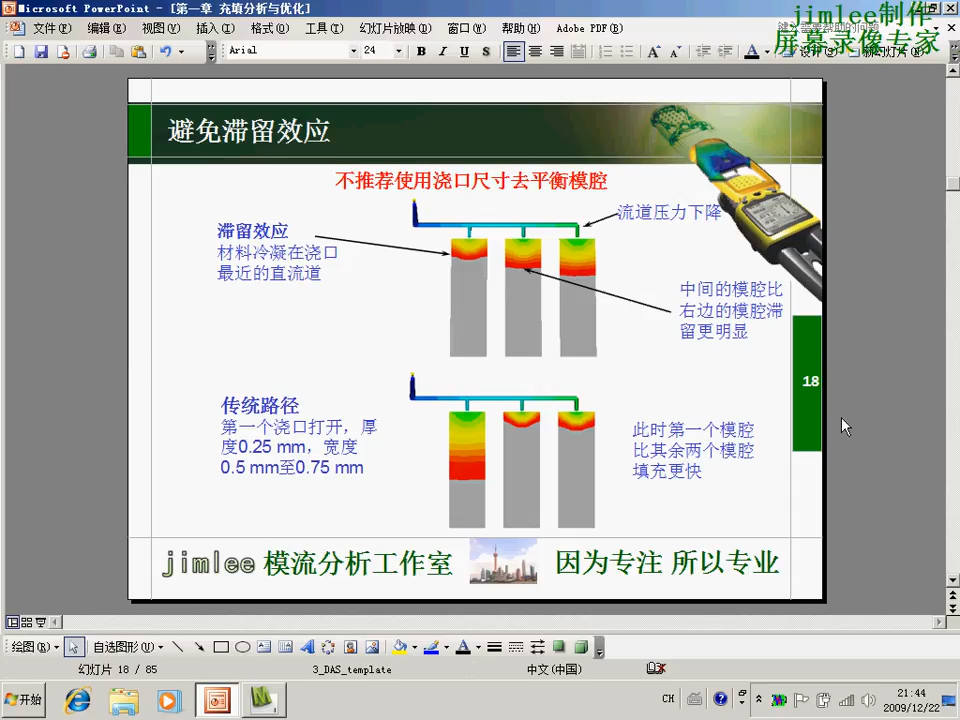 Microsoft PowerPoint - [第一章 充填分析与优化]
jimlee制作
屏幕录像专家
文件(F) 编辑(E) 视图(V) 插入(I) 格式(O) 工具(T) 幻灯片放映(D) 窗口(W) 帮助(H) Adobe PDF(B)
Arial 24 B I U S A A A
避免滞留效应
不推荐使用浇口尺寸去平衡模腔
流道压力下降
滞留效应
材料冷凝在浇口
最近的直流道
中间的模腔比
右边的模腔滞
留更明显
18
传统路径
第一个浇口打开，厚
度0.25 mm，宽度
0.5 mm至0.75 mm
此时第一个模腔
比其余两个模腔
填充更快
jimlee 模流分析工作室 因为专注 所以专业
绘图(R) 自选图形(U)
幻灯片 18 / 85 3_DAS_template 中文(中国)
开始 CH 21:44
2009/12/22